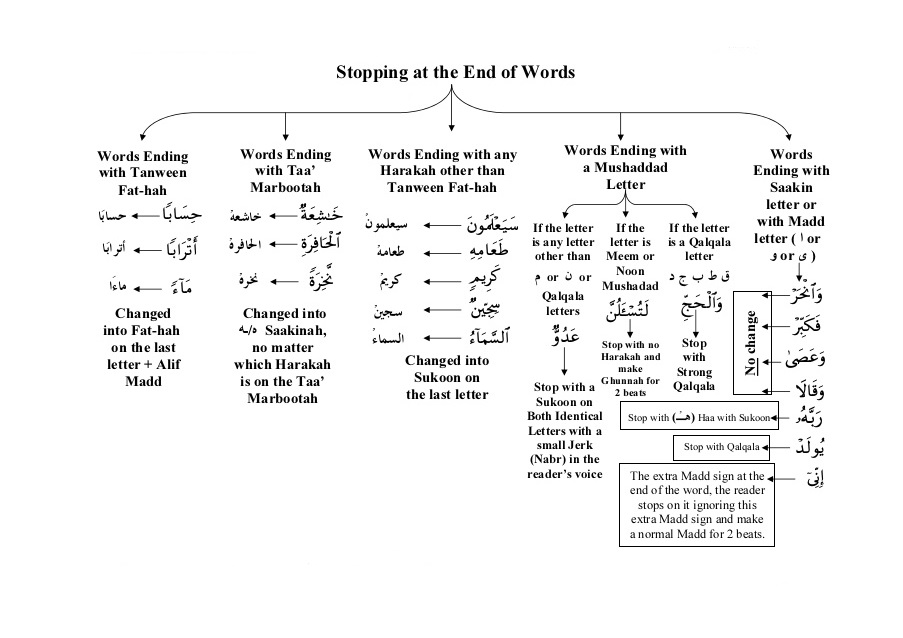 Stopping at the End of Words
Words Ending
with Tanween
Fat-hah
حِسَابًا ← حسابَا
أَتْرَابًا ← أترابَا
مَآءً ← ماءَا
Changed
into Fat-hah
on the last
letter + Alif
Madd
Words Ending
with Taa’
Marbootah
خَـٰشِعَةٌ ← خاشعهْ
ٱلْحَافِرَةِ ← الحافرهْ
نَّخِرَةً ← نخرهْ
Changed into
ه/ـه Saakinah,
no matter
which Harakah
is on the Taa’
Marbootah
Words Ending with any
Harakah other than
Tanween Fat-hah
سَيَعْلَمُونَ ← سيعلمونْ
طَعَامِهِ ← طعامهْ
كَرِيمٍ ← كريمْ
سِجِّينٌ ← سجينْ
ٱلسَّمَآءُ ← السماءْ
Changed into
Sukoon on
the last letter
Words Ending with
a Mushaddad
Letter
If the letter
is any letter
other than
م or ن or
Qalqala
letters
عَدُوٌّ
Stop with a
Sukoon on
Both Identical
Letters with a
small Jerk
(Nabr) in the
reader’s voice
If the
letter is
Meem or
Noon
Mushadad
لَتُسْـَٔلُنَّ
Stop with no
Harakah and
make
Ghunnah for
2 beats
If the letter
is a Qalqala
letter
ق ط ب ج د
وَٱلْحَجِّ
Stop
with
Strong
Qalqala
Words
Ending with
Saakin
letter or
with Madd
letter ( ا or
و or ى )
وَٱنْحَرْ
فَكَبِّرْ
وَعَصَىٰ
وَقَالَا
No change
رَبَّهُۥ
Stop with (هـْ) Haa with Sukoon
يُولَدْ
Stop with Qalqala
إِنِّىٓ
The extra Madd sign at the
end of the word, the reader
stops on it ignoring this
extra Madd sign and make
a normal Madd for 2 beats.